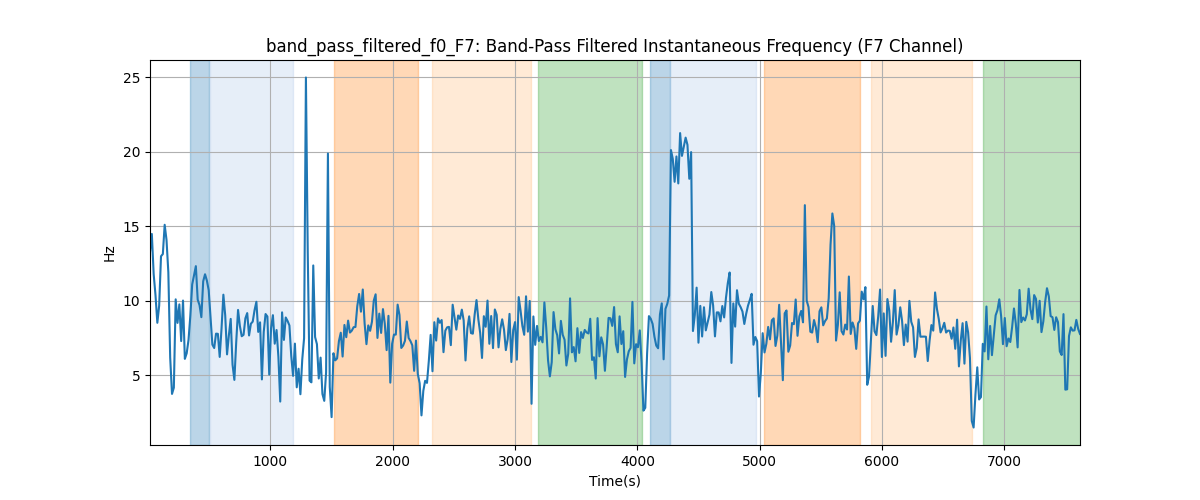 band_pass_filtered_f0_F7: Band-Pass Filtered Instantaneous Frequency (F7 Channel)
25
20
15
10
5
Hz
1000 2000 3000 4000 5000 6000 7000
Time(s)